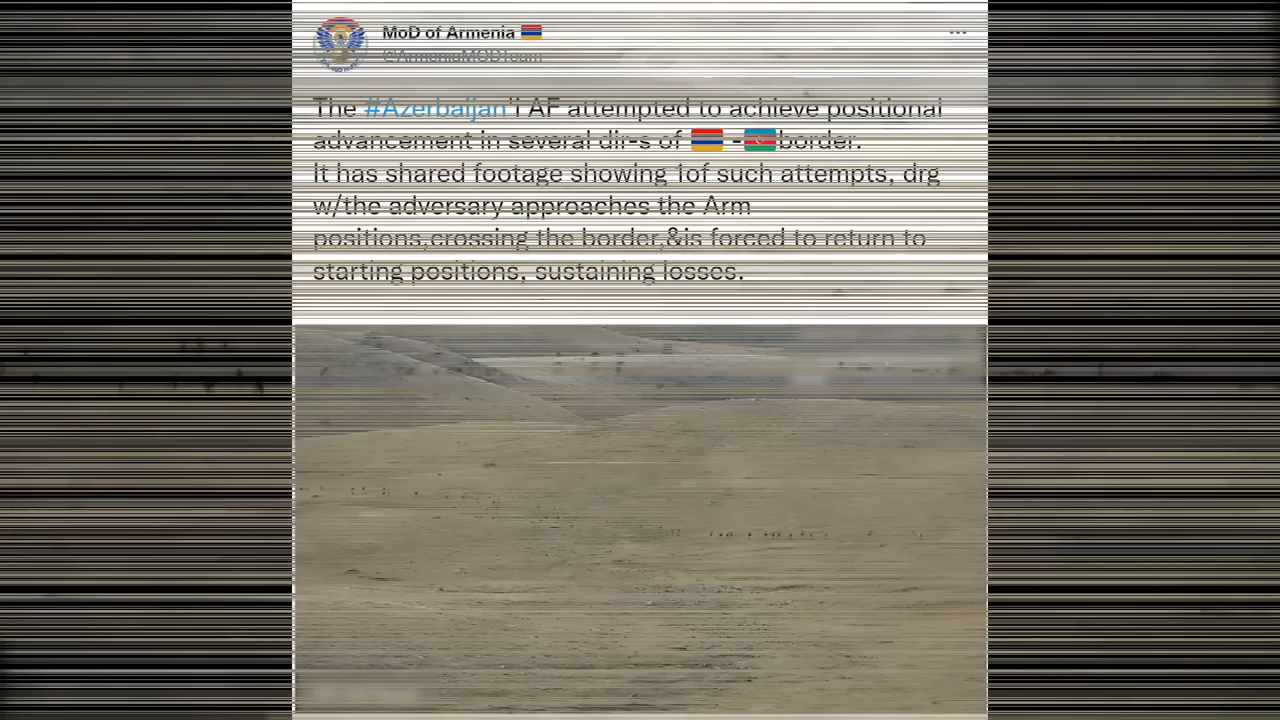 MoD of Armenia 🇦🇲
@ArmeniaMODTeam
The #Azerbaijan'i AF attempted to achieve positional
advancement in several dir-s of 🇦🇲 -🇦🇿border.
It has shared footage showing 1of such attempts, drg
w/the adversary approaches the Arm
positions,crossing the border,&is forced to return to
starting positions, sustaining losses.